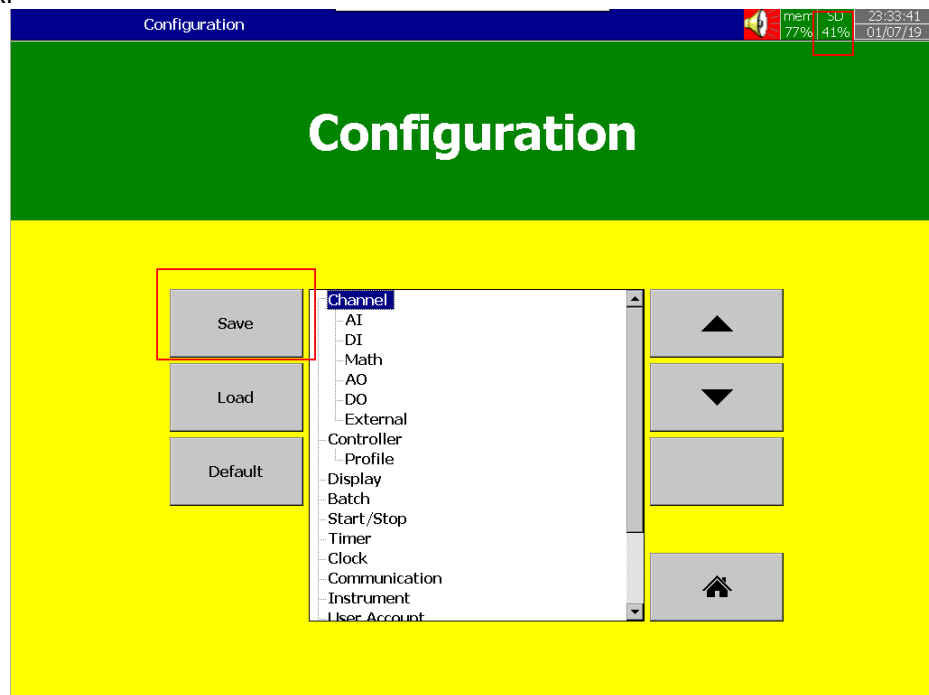 Configuration
mem SD 23:33:41
77% 41% 01/07/19
Configuration
Save
Load
Default
Channel
AI
DI
Math
AO
DO
External
Controller
Profile
Display
Batch
Start/Stop
Timer
Clock
Communication
Instrument
User Account